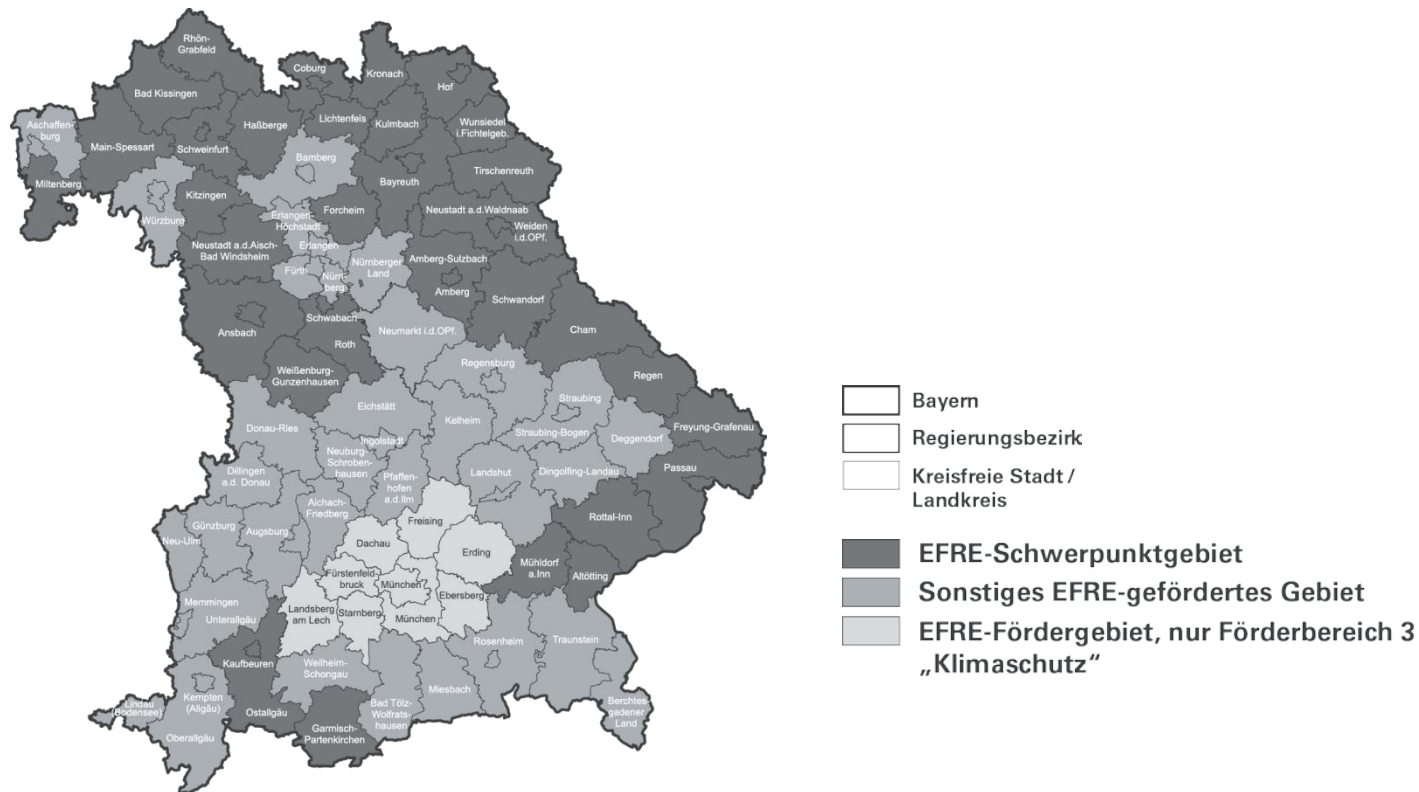 Rhön-
Grabfeld
Coburg
Kronach
Hof
Bad Kissingen
Aschaffen-
burg
Haßberge
Lichtenfels
Kulmbach
Wunsiedel
i.Fichtelgeb.
Main-Spessart
Schweinfurt
Bamberg
Tirschenreuth
Miltenberg
Kitzingen
Bayreuth
Würzburg
Erlangen-
Höchstadt
Forcheim
Neustadt a.d.Waldnaab
Weiden
i.d.OPf.
Neustadt a.d.Aisch-
Bad Windsheim
Erlangen
Fürth
Nürn-
berg
Nürnberger
Land
Amberg-Sulzbach
Amberg
Schwandorf
Ansbach
Schwabach
Roth
Neumarkt i.d.OPf.
Cham
Weißenburg-
Gunzenhausen
Regensburg
Regen
Eichstätt
Kelheim
Straubing
Straubing-Bogen
Deggendorf
Freyung-Grafenau
Donau-Ries
Ingolstadt
Neuburg-
Schroben-
hausen
Pfaffen-
hofen
a.d.Ilm
Landshut
Dingolfing-Landau
Passau
Dillingen
a.d. Donau
Aichach-
Friedberg
Freising
Rottal-Inn
Günzburg
Neu-Ulm
Augsburg
Dachau
Erding
Mühldorf
a.Inn
Altötting
Fürstenfeld-
bruck
München
Ebersberg
Memmingen
Unterallgäu
Landsberg
am Lech
Starnberg
München
Rosenheim
Traunstein
Kaufbeuren
Weilheim-
Schongau
Miesbach
Kempten
(Allgäu)
Lindau
(Bodensee)
Ostallgäu
Bad Tölz-
Wolfrats-
hausen
Berchtes-
gadener
Land
Oberallgäu
Garmisch-
Partenkirchen
Bayern
Regierungsbezirk
Kreisfreie Stadt /
Landkreis
EFRE-Schwerpunktgebiet
Sonstiges EFRE-gefördertes Gebiet
EFRE-Fördergebiet, nur Förderbereich 3
„Klimaschutz“